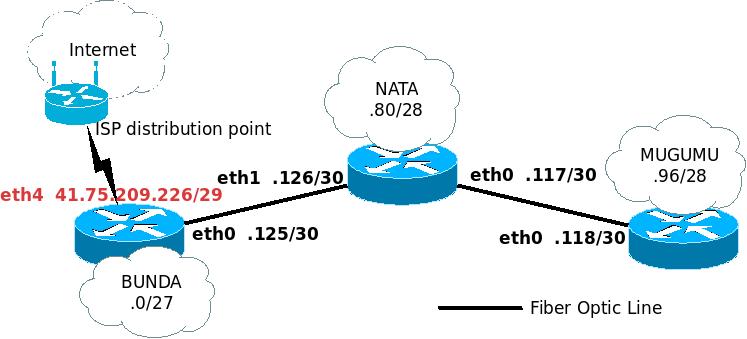 Internet
ISP distribution point
eth4 41.75.209.226/29
NATA
.80/28
MUGUMU
.96/28
eth1 .126/30
eth0 .117/30
eth0 .125/30
eth0 .118/30
BUNDA
.0/27
Fiber Optic Line